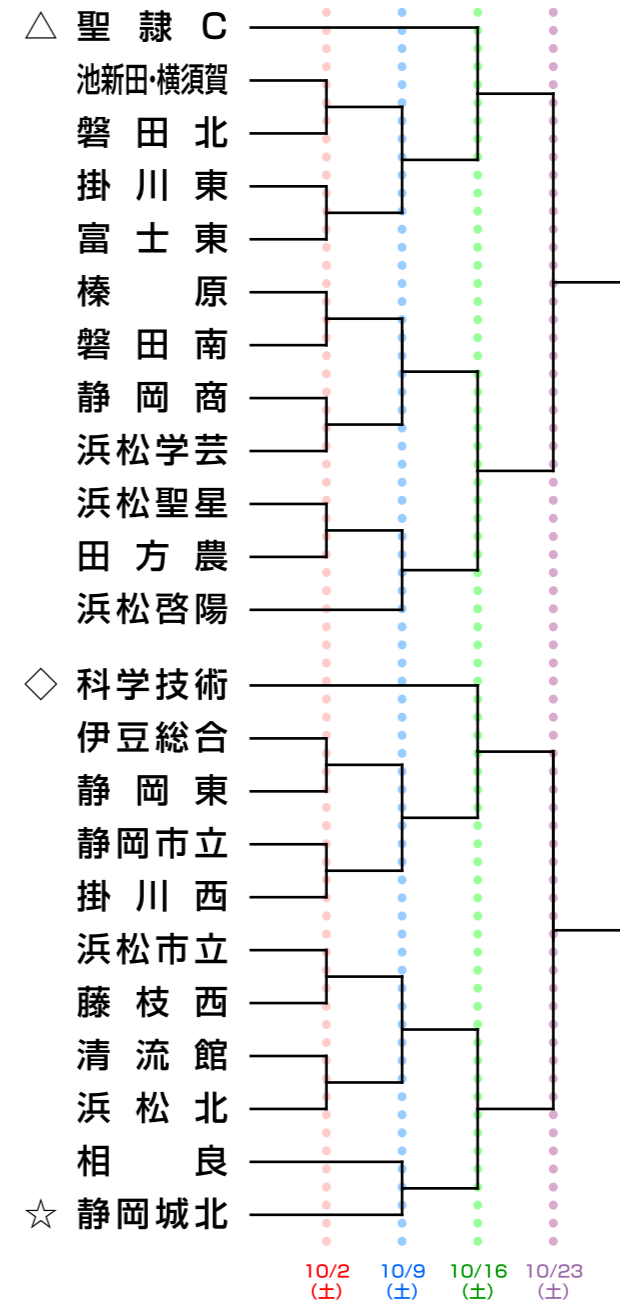 △ 聖隷C
池新田・横須賀
磐田北
掛川東
富士東
榛原
磐田南
静岡商
浜松学芸
浜松聖星
田方農
浜松啓陽
◇ 科学技術
伊豆総合
静岡東
静岡市立
掛川西
浜松市立
藤枝西
清流館
浜松北
相良
☆ 静岡城北
10/2 10/9 10/16 10/23
(土) (土) (土) (土)